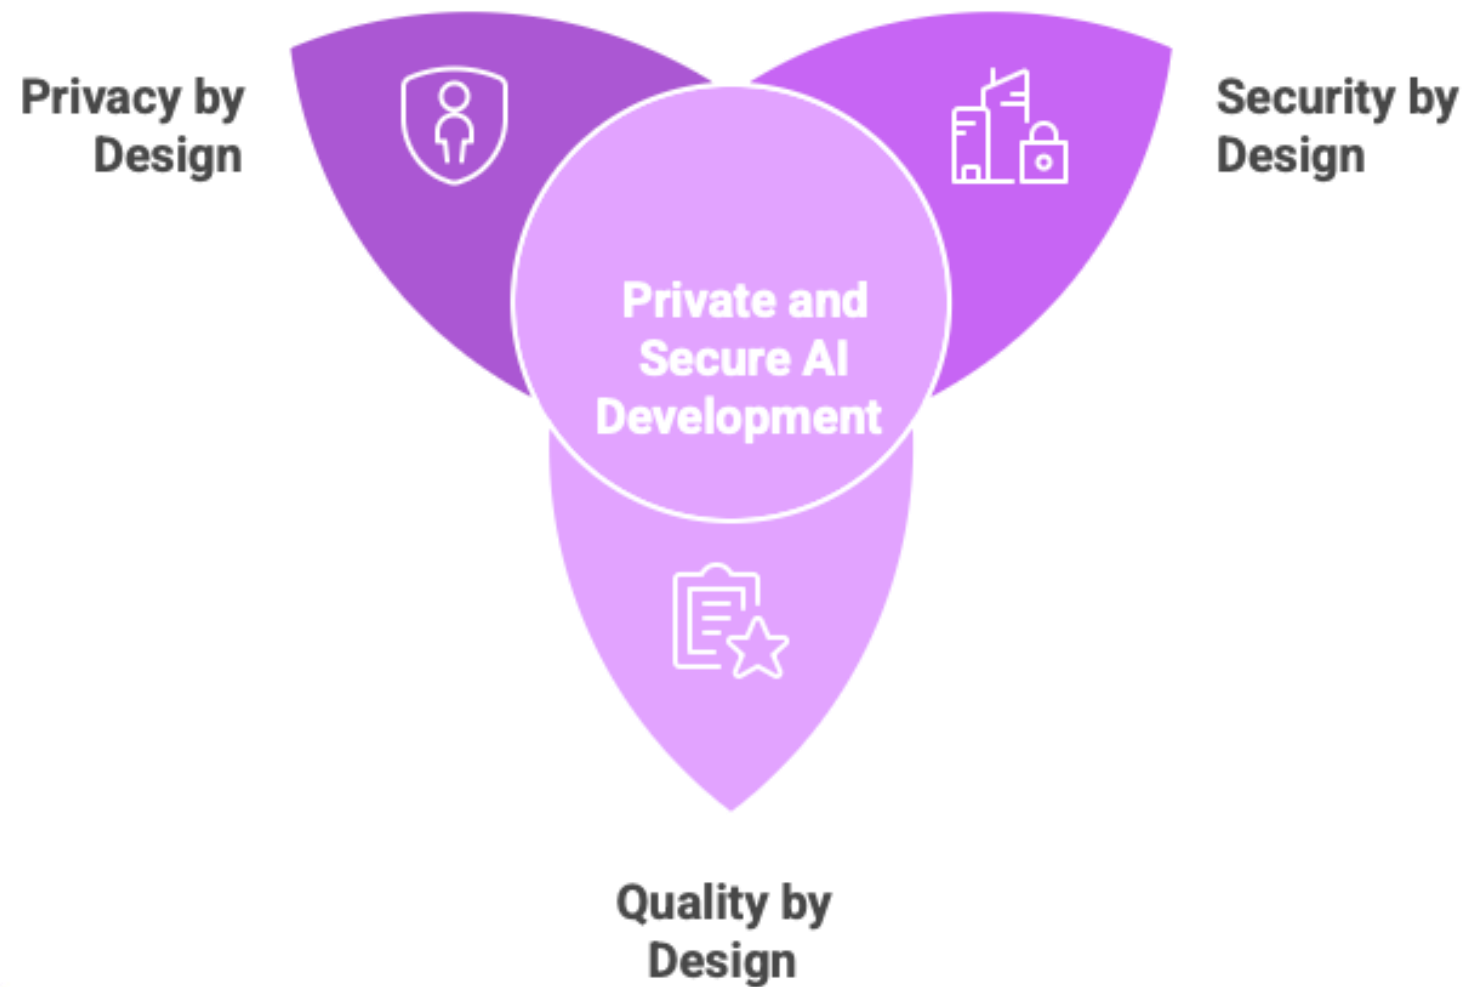 Privacy by
Design
Security by
Design
Private and
Secure AI
Development
Quality by
Design